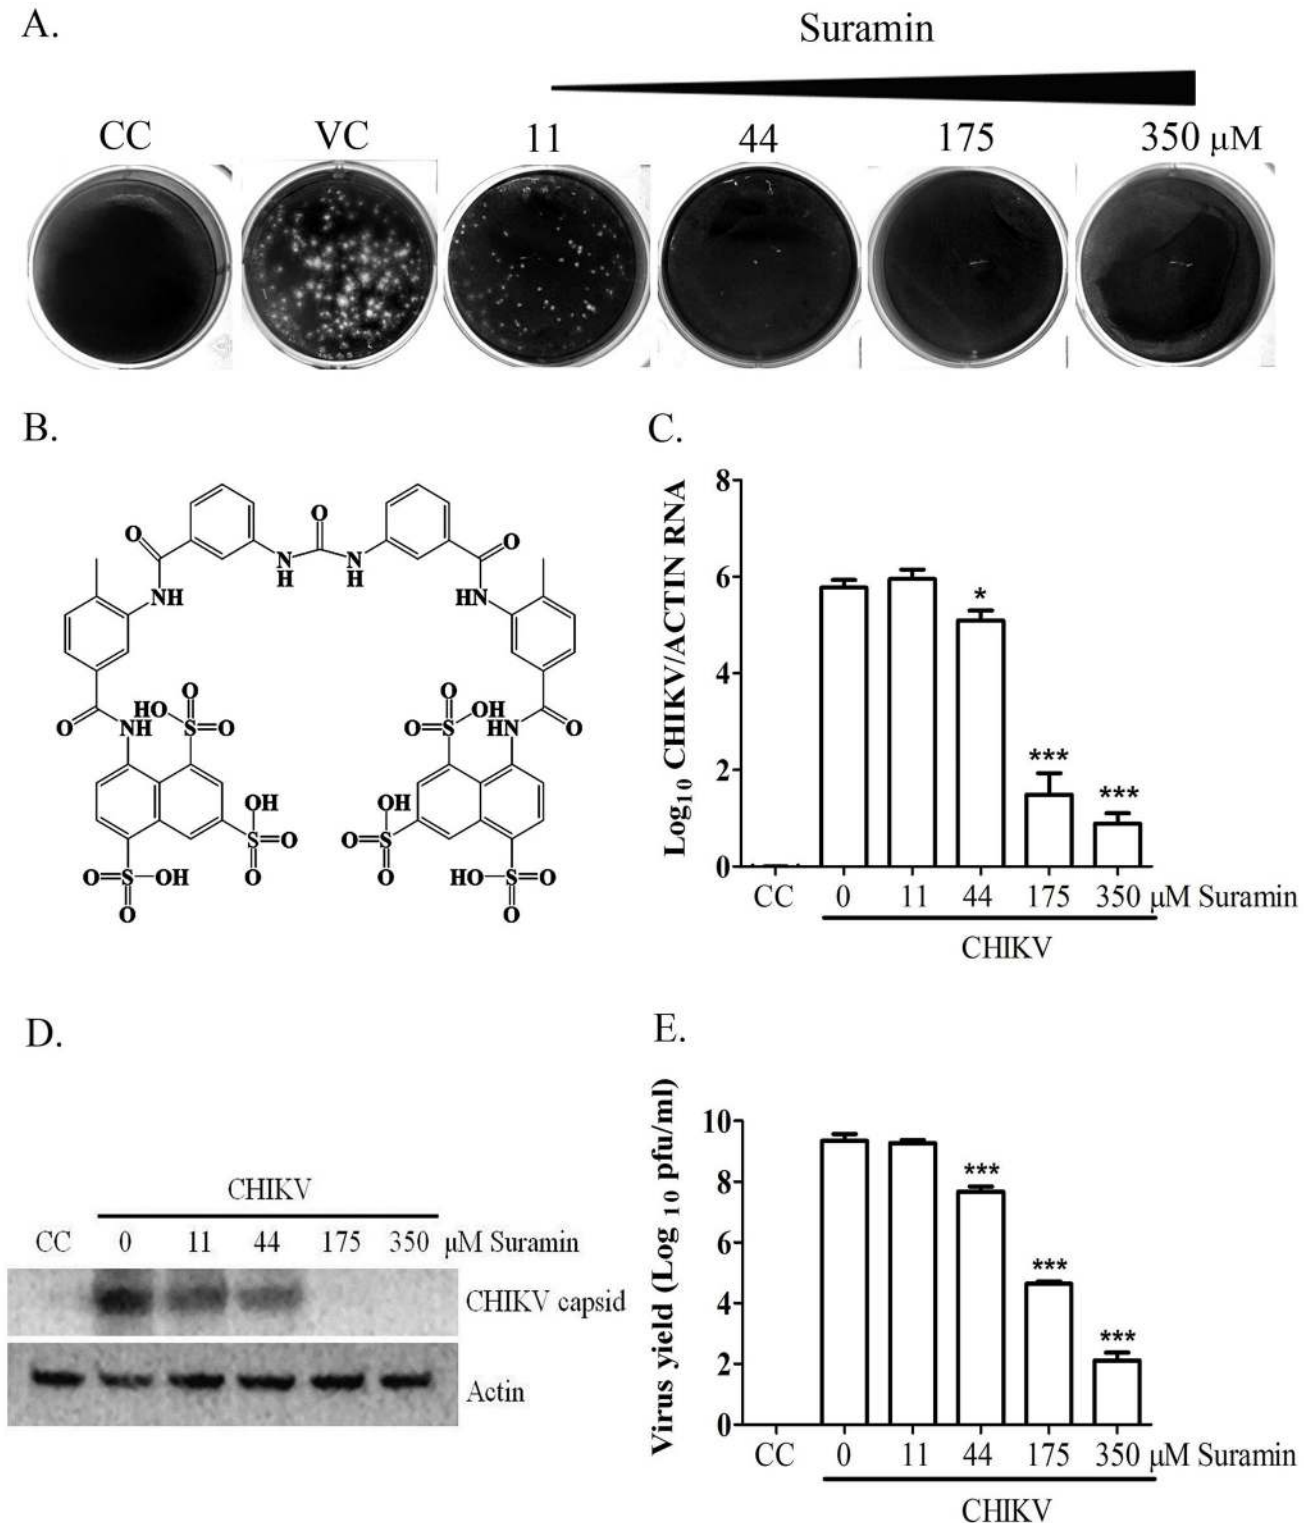 A.
Suramin
CC VC 11 44 175 350 μM
B.
O
O O
N N
H H
NH HN
O HO O O OH O
NH S=O O=S HN
OH OH
S=O O=S
O=S-OH O O HO-S=O
O O
C.
Log10 CHIKV/ACTIN RNA
8
6
4
2
0
*
***
***
CC 0 11 44 175 350 μM Suramin
CHIKV
D.
CHIKV
CC 0 11 44 175 350 μM Suramin
CHIKV capsid
Actin
E.
Virus yield (Log 10 pfu/ml)
10
8
6
4
2
0
***
***
***
CC 0 11 44 175 350 μM Suramin
CHIKV